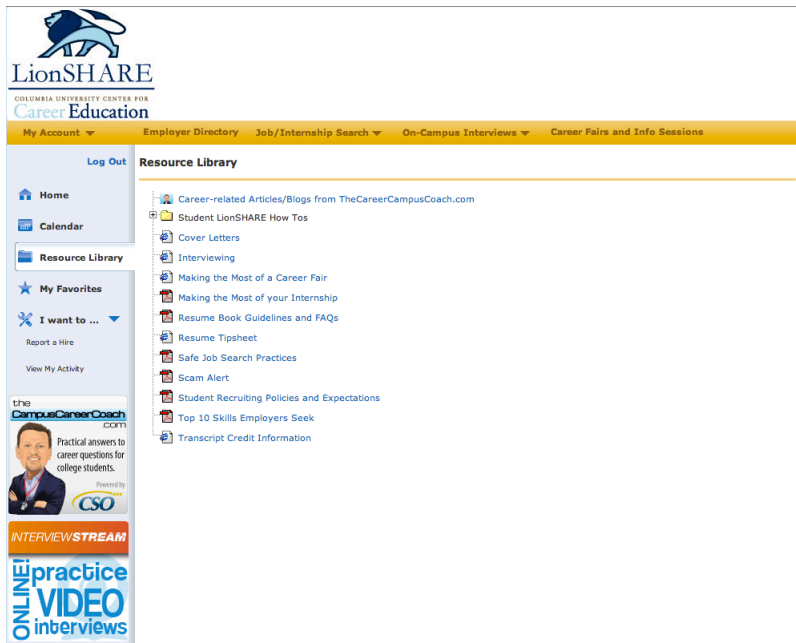 LionSHARE
COLUMBIA UNIVERSITY CENTER FOR
Career Education
My Account
Employer Directory
Job/Internship Search
On-Campus Interviews
Career Fairs and Info Sessions
Log Out
Home
Calendar
Resource Library
My Favorites
I want to ...
Report a Hire
View My Activity
the
CampusCareerCoach
.com
Practical answers to
career questions for
college students.
Powered by
CSO
INTERVIEWSTREAM
ONLINE!
practice
VIDEO
interviews
Resource Library
Career-related Articles/Blogs from TheCareerCampusCoach.com
Student LionSHARE How Tos
Cover Letters
Interviewing
Making the Most of a Career Fair
Making the Most of your Internship
Resume Book Guidelines and FAQs
Resume Tipsheet
Safe Job Search Practices
Scam Alert
Student Recruiting Policies and Expectations
Top 10 Skills Employers Seek
Transcript Credit Information